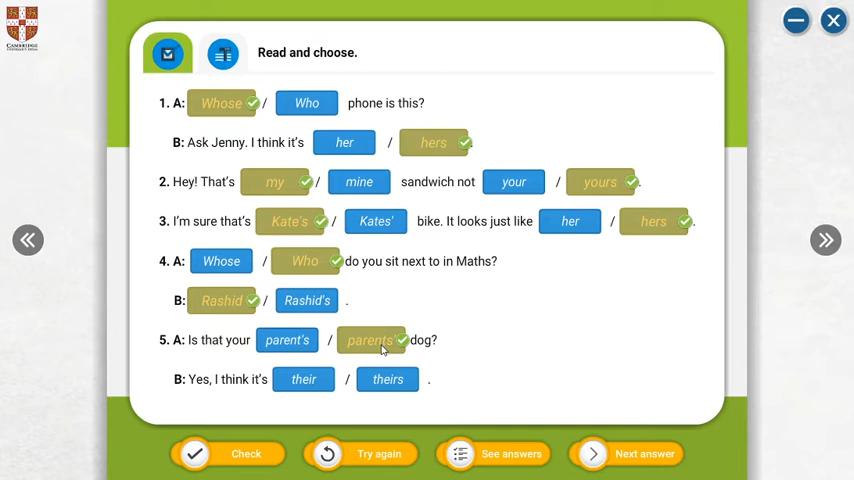 CAMBRIDGE
Read and choose.
1. A: Whose / Who phone is this?
B: Ask Jenny. I think it's her / hers .
2. Hey! That's my / mine sandwich not your / yours .
3. I'm sure that's Kate's / Kates' bike. It looks just like her / hers .
4. A: Whose / Who do you sit next to in Maths?
B: Rashid / Rashid's .
5. A: Is that your parent's / parents' dog?
B: Yes, I think it's their / theirs .
Check Try again See answers Next answer